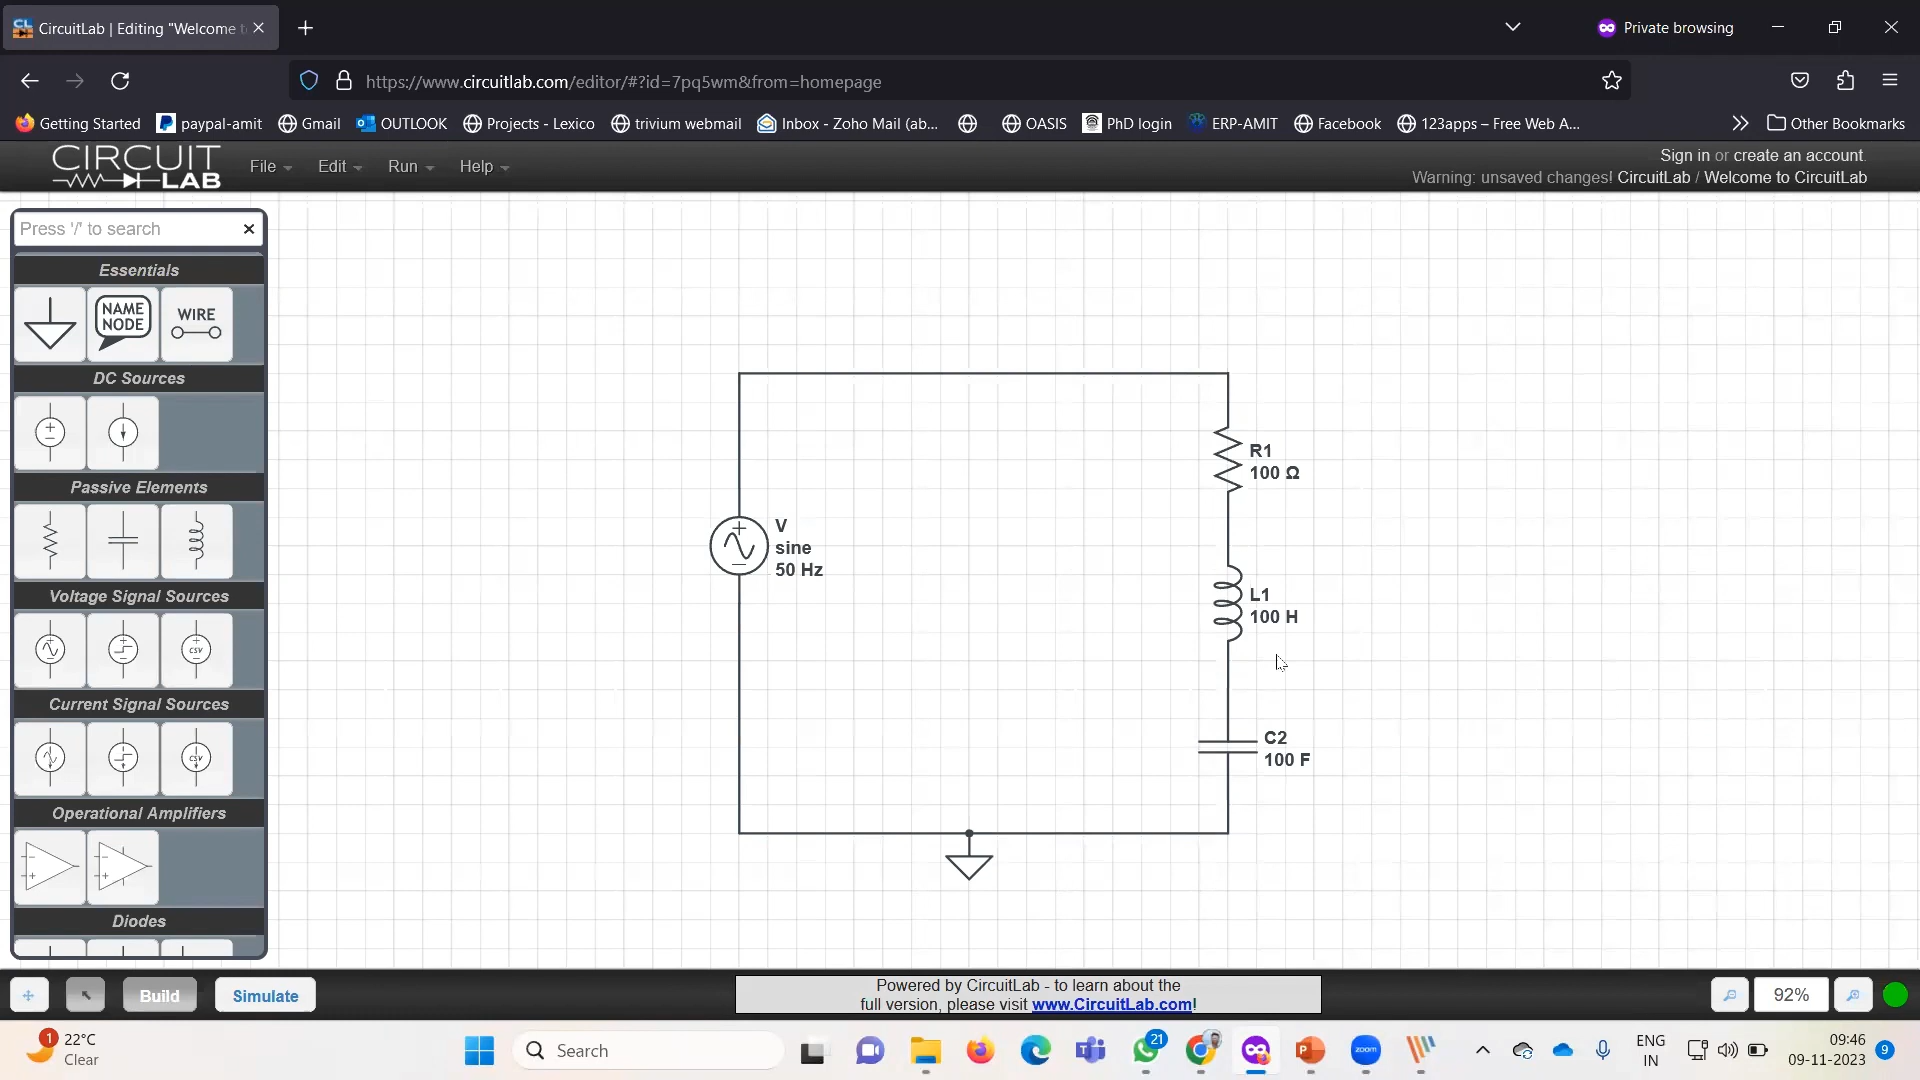 CircuitLab | Editing "Welcome t
Private browsing
https://www.circuitlab.com/editor/#?id=7pq5wm&from=homepage
Getting Started
paypal-amit
Gmail
OUTLOOK
Projects - Lexico
trivium webmail
Inbox - Zoho Mail (ab...
OASIS
PhD login
ERP-AMIT
Facebook
123apps – Free Web A...
Other Bookmarks
CIRCUIT
LAB
File
Edit
Run
Help
Sign in or create an account.
Warning: unsaved changes! CircuitLab / Welcome to CircuitLab
Press '/' to search
Essentials
NAME
NODE
WIRE
DC Sources
Passive Elements
Voltage Signal Sources
CSV
Current Signal Sources
CSV
Operational Amplifiers
Diodes
V
sine
50 Hz
R1
100 Ω
L1
100 H
C2
100 F
Build
Simulate
Powered by CircuitLab - to learn about the
full version, please visit www.CircuitLab.com!
92%
1
22°C
Clear
Search
21
zoom
ENG
IN
09:46
09-11-2023
9